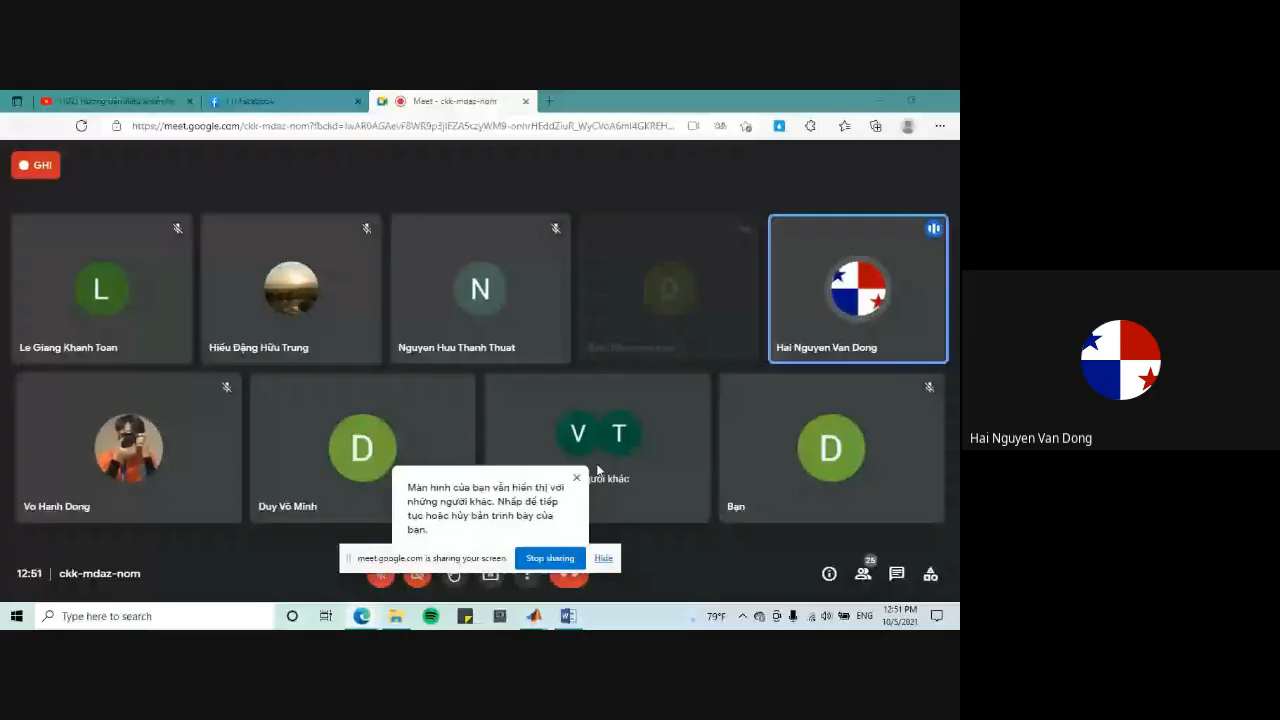 Meet - ckk-mdaz-nom
GHI
L
N
D
Le Giang Khanh Toan
Hiếu Đặng Hữu Trung
Nguyen Huu Thanh Thuat
Hai Nguyen Van Dong
D
V T
D
Vo Hanh Dong
Duy Võ Minh
Bạn
Màn hình của bạn vẫn hiển thị với
những người khác. Nhấp để tiếp
tục hoặc hủy bản trình bày của
bạn.
meet.google.com is sharing your screen.
Stop sharing
Hide
12:51
ckk-mdaz-nom
25
Type here to search
79°F
ENG
12:51 PM
10/5/2021
Hai Nguyen Van Dong